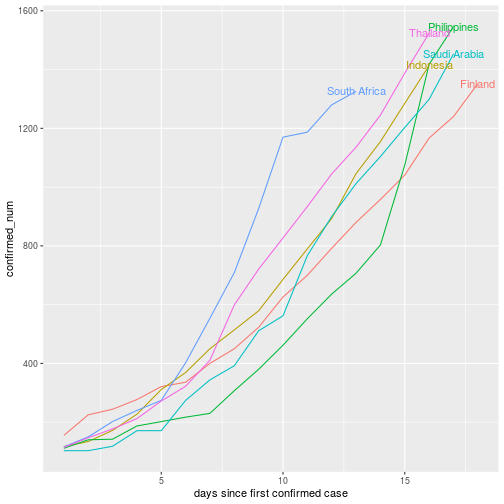 1600
1200
800
400
confirmed_num
Philippines
Thailand
Saudi Arabia
Indonesia
Finland
South Africa
5
10
15
days since first confirmed case